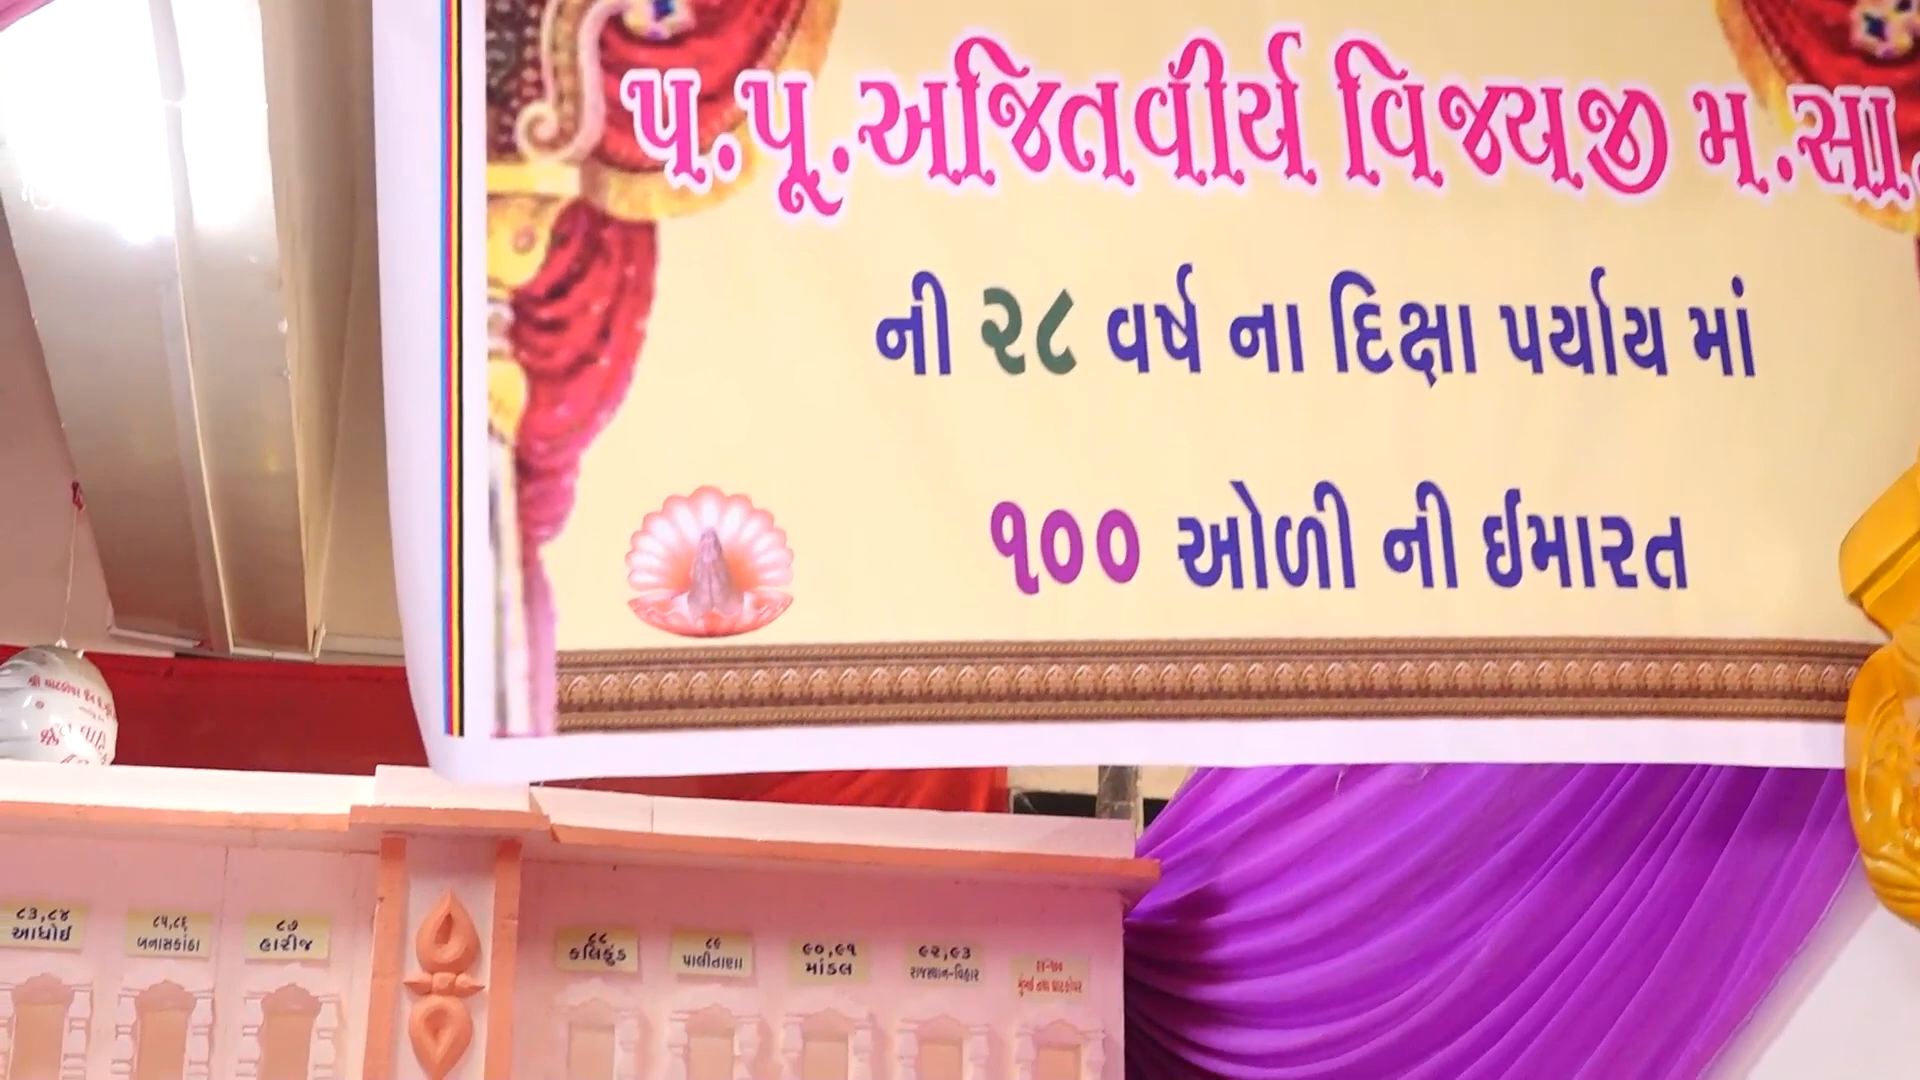 પ.પૂ.અજિતવીર્ય વિજયજી મ.સા.
ની ૨૮ વર્ષ ના દિક્ષા પર્યાય માં
૧૦૦ ઓળી ની ઈમારત
૮૩,૮૪
આધોઈ
૮૫,૮૬
બનાસકાંઠા
૮૭
હારીજ
૮૮
કલિકુંડ
૮૯
પાલીતાણા
૯૦,૯૧
માંડલ
૯૨,૯૩
રાજસ્થાન-વિહાર